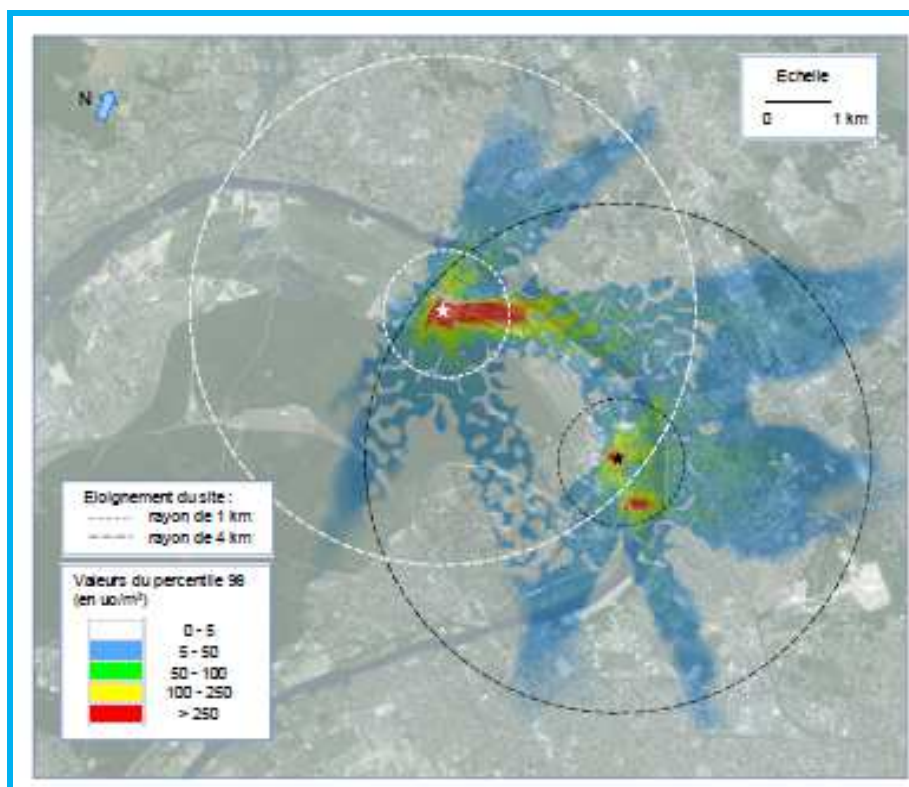 N
Echelle
0 1 km
Eloignement du site :
rayon de 1 km
rayon de 4 km
Valeurs du percentile 98
(en uo/m³)
0 - 5
5 - 50
50 - 100
100 - 250
> 250